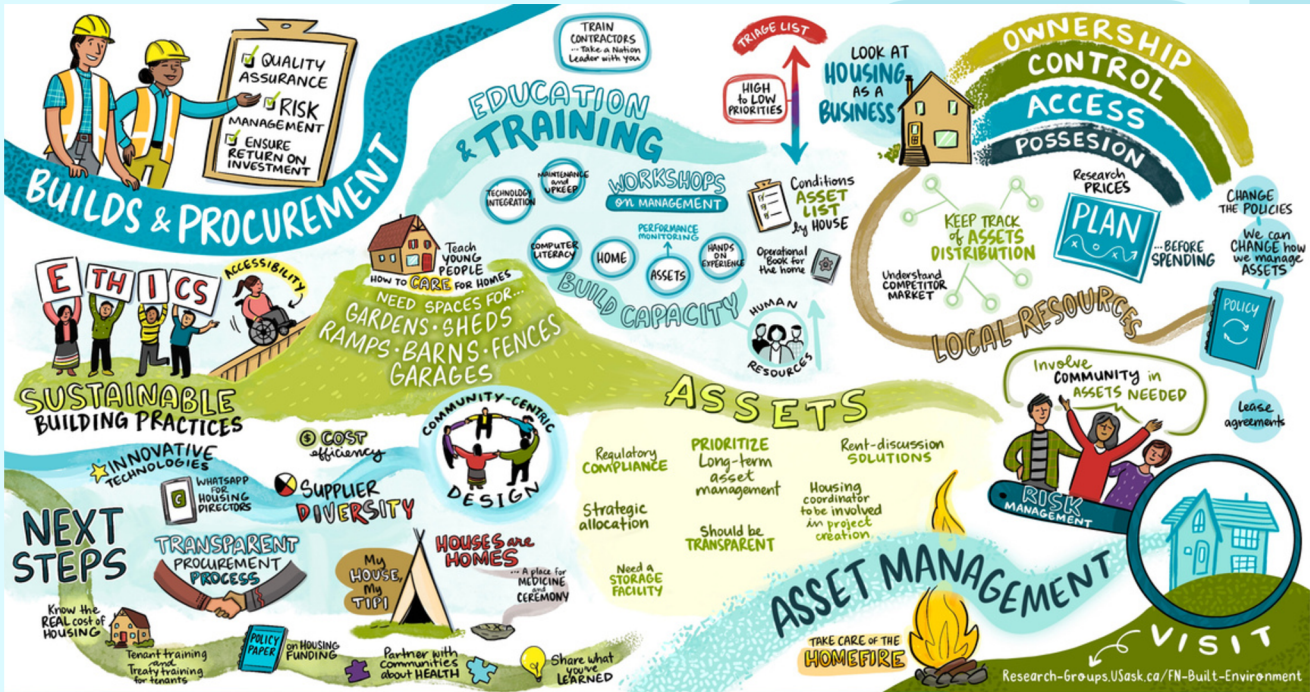 QUALITY
ASSURANCE
RISK
MANAGEMENT
ENSURE
RETURN ON
INVESTMENT
BUILDS & PROCUREMENT
TRAIN
CONTRACTORS
...Take a Nation
Leader with you
EDUCATION
& TRAINING
TECHNOLOGY
INTEGRATION
MAINTENANCE
and
UPKEEP
WORKSHOPS
on MANAGEMENT
COMPUTER
LITERACY
HOME
PERFORMANCE
MONITORING
ASSETS
HANDS
ON
EXPERIENCE
BUILD CAPACITY
HUMAN
RESOURCES
TRIAGE LIST
HIGH
to LOW
PRIORITIES
Conditions
ASSET
LIST
by HOUSE
Operational
Book for
the home
LOOK AT
HOUSING
AS A
BUSINESS
OWNERSHIP
CONTROL
ACCESS
POSSESION
KEEP TRACK
of ASSETS
DISTRIBUTION
Understand
COMPETITOR
MARKET
Research
PRICES
PLAN
...BEFORE
SPENDING
CHANGE
THE POLICIES
We can
CHANGE how
we manage
ASSETS
POLICY
Lease
agreements
LOCAL RESOURCES
Involve
COMMUNITY in
ASSETS NEEDED
RISK
MANAGEMENT
ETHICS
ACCESSIBILITY
SUSTAINABLE
BUILDING PRACTICES
Teach
YOUNG
PEOPLE
HOW to CARE for HOMES
NEED SPACES FOR...
GARDENS · SHEDS
RAMPS · BARNS · FENCES
GARAGES
INNOVATIVE
TECHNOLOGIES
WHATSAPP
FOR
HOUSING
DIRECTORS
$ COST
efficiency
SUPPLIER
DIVERSITY
COMMUNITY-CENTRIC
DESIGN
TRANSPARENT
PROCUREMENT
PROCESS
My
HOUSE,
My
TIPI
HOUSES are
HOMES
...A place for
MEDICINE
and
CEREMONY
NEXT
STEPS
Know the
REAL cost of
HOUSING
Tenant training
and
Treaty training
for tenants
POLICY
PAPER
on HOUSING
FUNDING
Partner with
Communities
about HEALTH
Share what
you've
LEARNED
ASSETS
Regulatory
COMPLIANCE
PRIORITIZE
Long-term
asset
management
Rent-discussion
SOLUTIONS
Strategic
allocation
Should be
TRANSPARENT
Housing
coordinator
to be involved
in project
creation
Need a
STORAGE
FACILITY
ASSET MANAGEMENT
TAKE CARE OF THE
HOMEFIRE
VISIT
Research-Groups.USask.ca/FN-Built-Environment